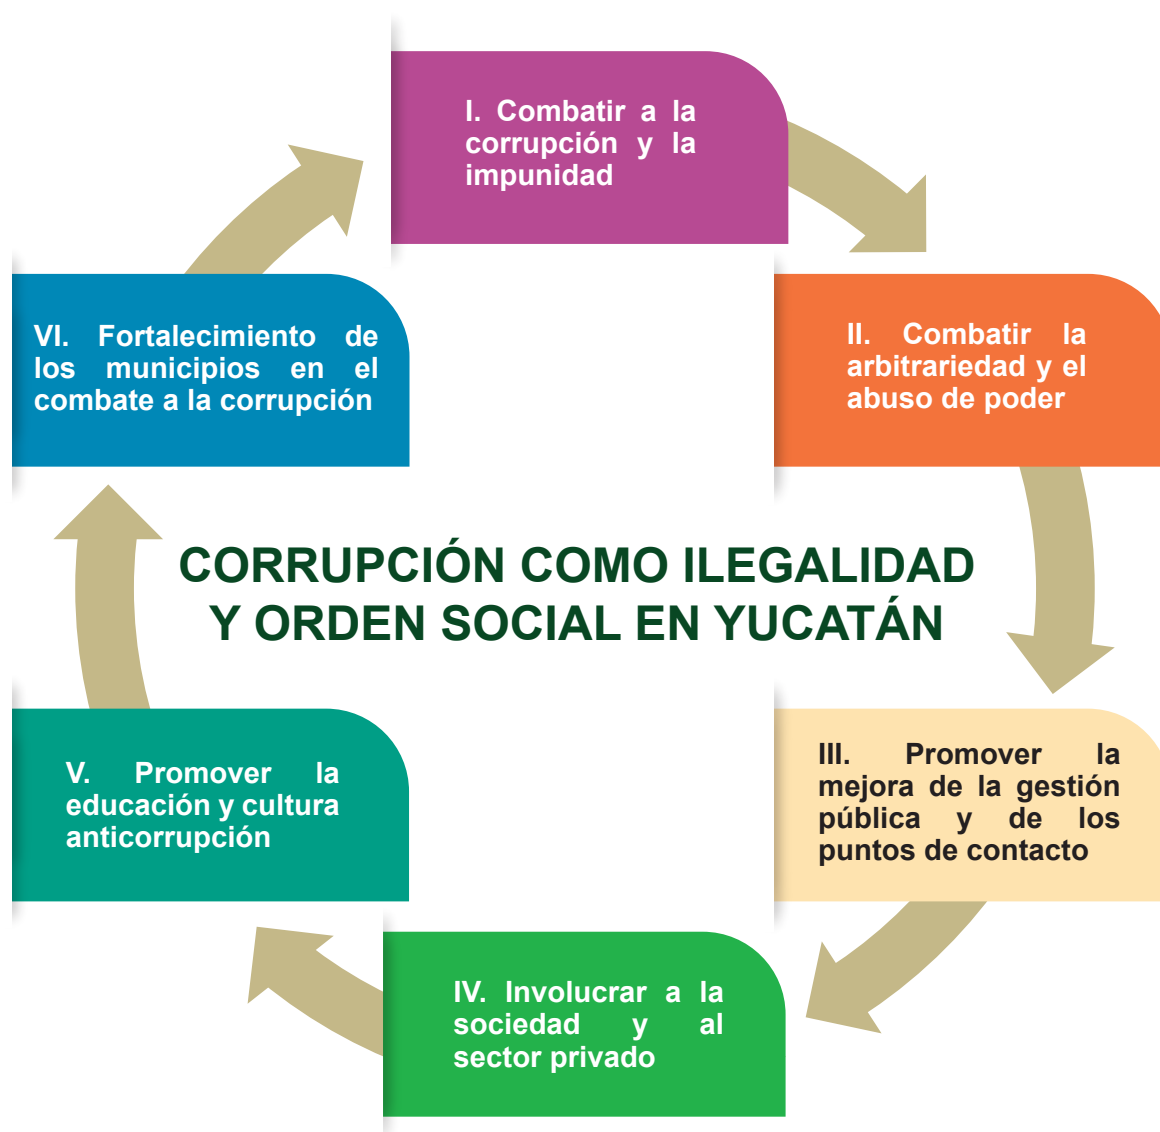 I. Combatir a la
corrupción y la
impunidad
II. Combatir la
arbitrariedad y el
abuso de poder
III. Promover la
mejora de la gestión
pública y de los
puntos de contacto
IV. Involucrar a la
sociedad y al
sector privado
V. Promover la
educación y cultura
anticorrupción
VI. Fortalecimiento de
los municipios en el
combate a la corrupción
CORRUPCIÓN COMO ILEGALIDAD
Y ORDEN SOCIAL EN YUCATÁN